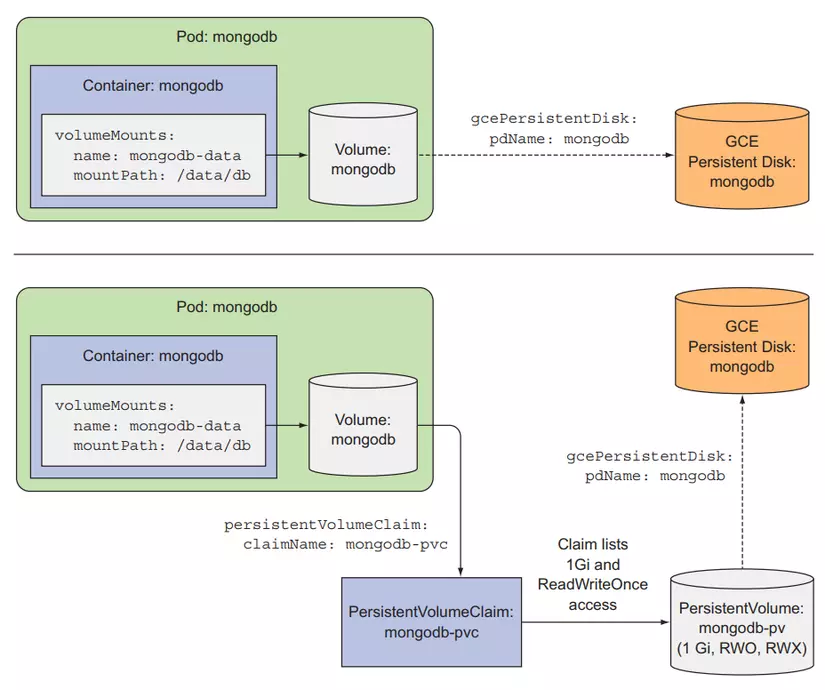 Pod: mongodb
Container: mongodb
volumeMounts:
name: mongodb-data
mountPath: /data/db
Volume:
mongodb
gcePersistentDisk:
pdName: mongodb
GCE
Persistent Disk:
mongodb
Pod: mongodb
Container: mongodb
volumeMounts:
name: mongodb-data
mountPath: /data/db
Volume:
mongodb
GCE
Persistent Disk:
mongodb
gcePersistentDisk:
pdName: mongodb
persistentVolumeClaim:
claimName: mongodb-pvc
PersistentVolumeClaim:
mongodb-pvc
Claim lists
1Gi and
ReadWriteOnce
access
PersistentVolume:
mongodb-pv
(1 Gi, RWO, RWX)